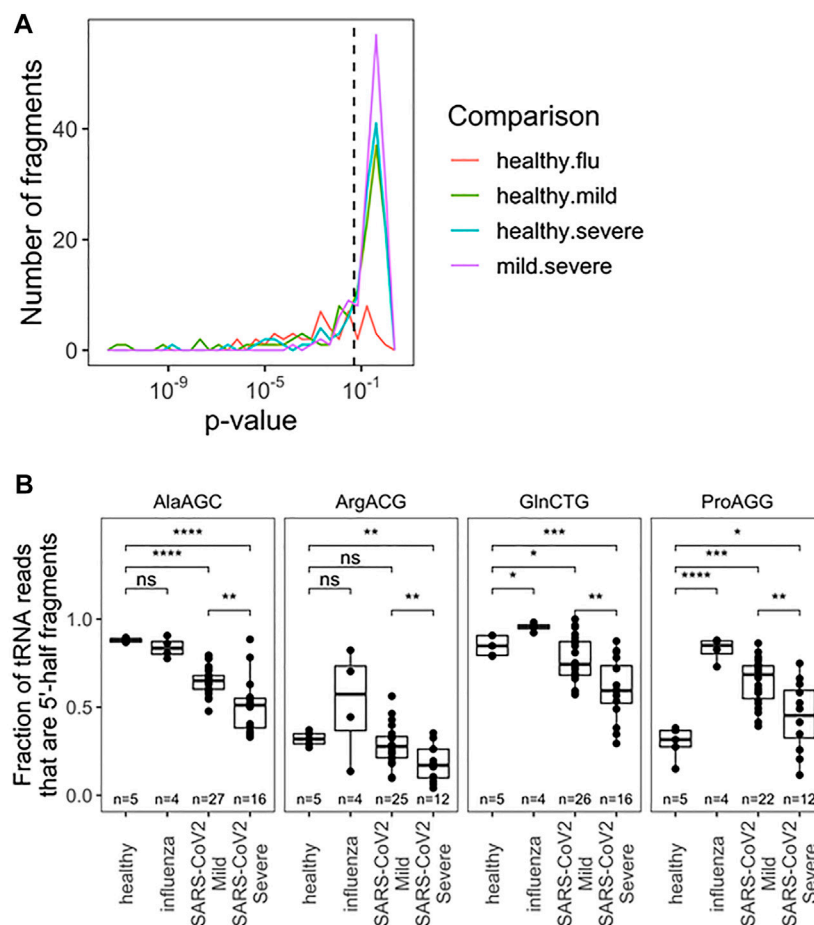 A
Number of fragments
40
20
0
10-9
10-5
10-1
p-value
Comparison
healthy.flu
healthy.mild
healthy.severe
mild.severe
B
AlaAGC
ArgACG
GlnCTG
ProAGG
Fraction of tRNA reads
that are 5'-half fragments
1.0
0.5
0.0
****
****
ns
**
**
ns
ns
**
***
*
*
**
*
***
****
**
n=5 n=4 n=27 n=16
n=5 n=4 n=25 n=12
n=5 n=4 n=26 n=16
n=5 n=4 n=22 n=12
healthy
influenza
SARS-CoV2
Mild
SARS-CoV2
Severe
healthy
influenza
SARS-CoV2
Mild
SARS-CoV2
Severe
healthy
influenza
SARS-CoV2
Mild
SARS-CoV2
Severe
healthy
influenza
SARS-CoV2
Mild
SARS-CoV2
Severe